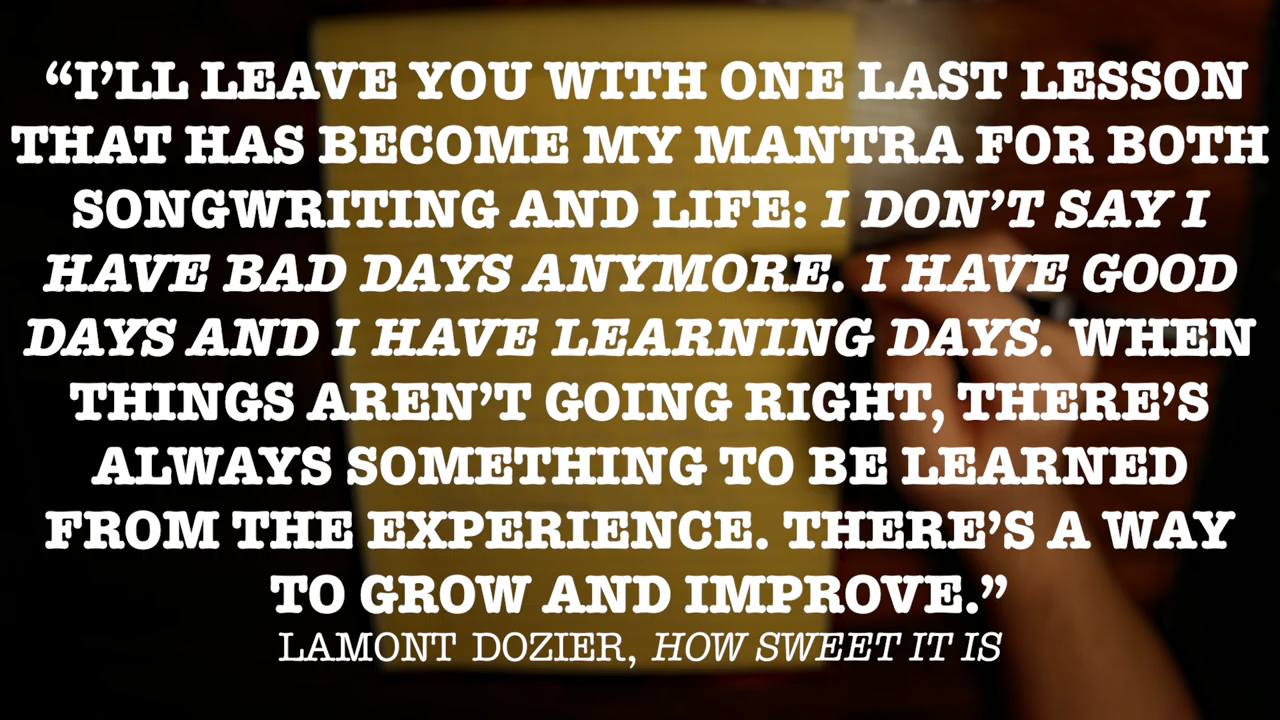 “I’LL LEAVE YOU WITH ONE LAST LESSON
THAT HAS BECOME MY MANTRA FOR BOTH
SONGWRITING AND LIFE: I DON’T SAY I
HAVE BAD DAYS ANYMORE. I HAVE GOOD
DAYS AND I HAVE LEARNING DAYS. WHEN
THINGS AREN’T GOING RIGHT, THERE’S
ALWAYS SOMETHING TO BE LEARNED
FROM THE EXPERIENCE. THERE’S A WAY
TO GROW AND IMPROVE.”
LAMONT DOZIER, HOW SWEET IT IS